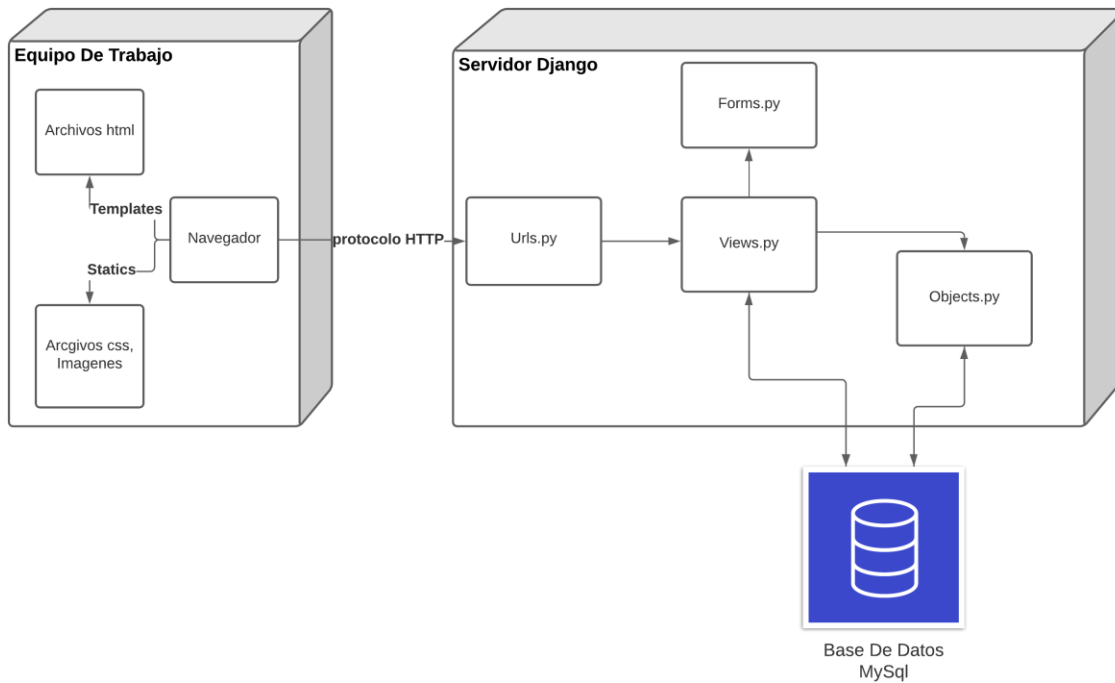 Equipo De Trabajo
Archivos html
Templates
Navegador
Statics
Arcgivos css,
Imagenes
protocolo HTTP
Servidor Django
Forms.py
Urls.py
Views.py
Objects.py
Base De Datos
MySql